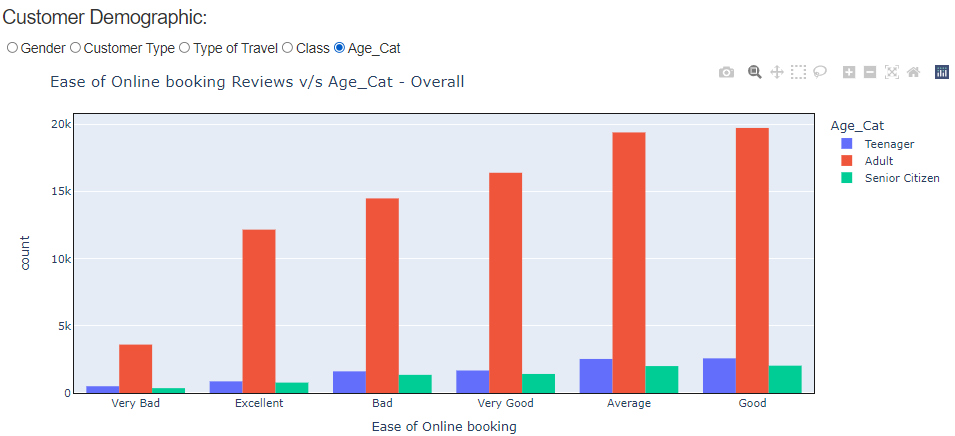 Customer Demographic:
Gender Customer Type Type of Travel Class Age_Cat
Ease of Online booking Reviews v/s Age_Cat - Overall
Age_Cat
Teenager
Adult
Senior Citizen
20k
15k
10k
5k
0
count
Very Bad Excellent Bad Very Good Average Good
Ease of Online booking